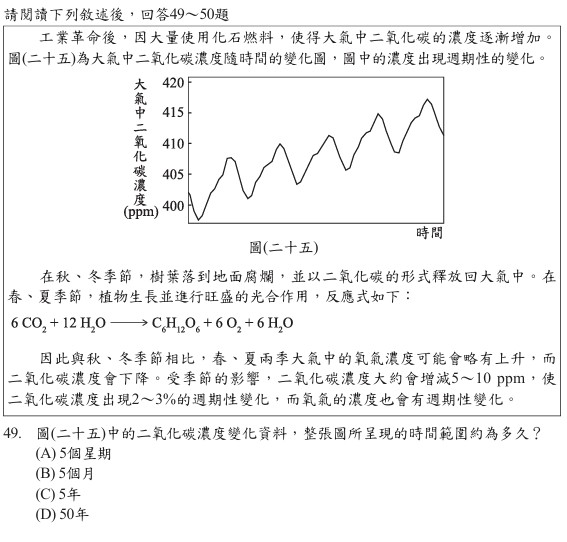 請閱讀下列敘述後，回答49～50題
工業革命後，因大量使用化石燃料，使得大氣中二氧化碳的濃度逐漸增加。
圖(二十五)為大氣中二氧化碳濃度隨時間的變化圖，圖中的濃度出現週期性的變化。
大氣中二氧化碳濃度
(ppm)
420
415
410
405
400
時間
圖(二十五)
在秋、冬季節，樹葉落到地面腐爛，並以二氧化碳的形式釋放回大氣中。在
春、夏季節，植物生長並進行旺盛的光合作用，反應式如下：
6 CO₂ + 12 H₂O ⟶ C₆H₁₂O₆ + 6 O₂ + 6 H₂O
因此與秋、冬季節相比，春、夏兩季大氣中的氧氣濃度可能會略有上升，而
二氧化碳濃度會下降。受季節的影響，二氧化碳濃度大約會增減5～10 ppm，使
二氧化碳濃度出現2～3%的週期性變化，而氧氣的濃度也會有週期性變化。
49. 圖(二十五)中的二氧化碳濃度變化資料，整張圖所呈現的時間範圍約為多久？
(A) 5個星期
(B) 5個月
(C) 5年
(D) 50年